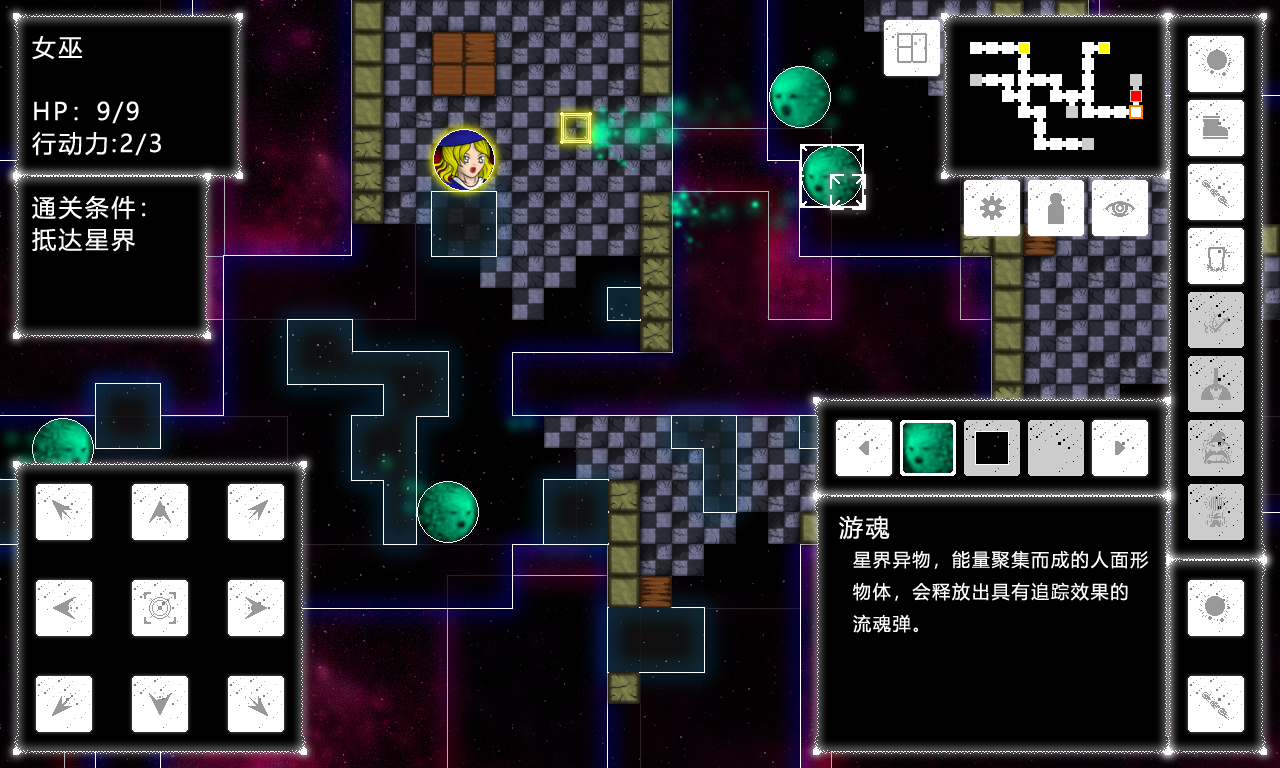 女巫
HP: 9/9
行动力:2/3
通关条件:
抵达星界
游魂
星界异物，能量聚集而成的人面形
物体，会释放出具有追踪效果的
流魂弹。